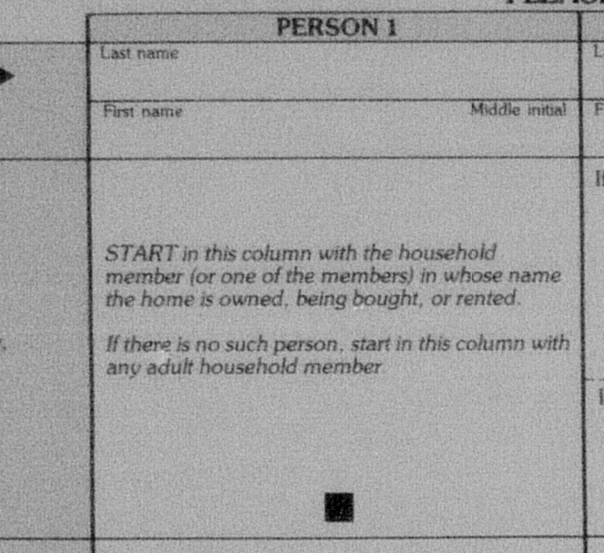 PERSON 1
Last name
First name Middle initial
START in this column with the household
member (or one of the members) in whose name
the home is owned, being bought, or rented.
If there is no such person, start in this column with
any adult household member